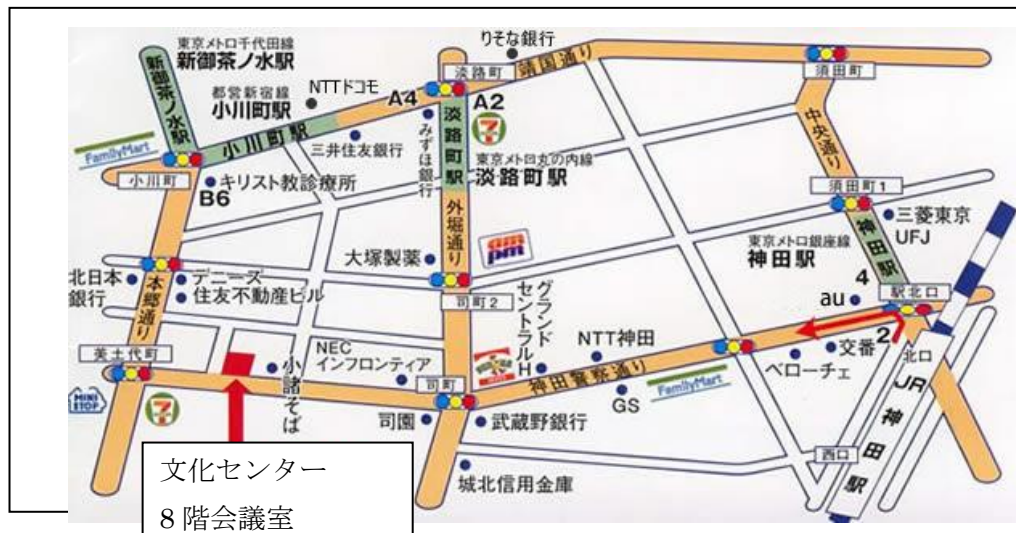 りそな銀行
東京メトロ千代田線
新御茶ノ水駅
新御茶ノ水駅
都営新宿線
小川町駅
NTTドコモ
A4
淡路町
A2
靖国通り
須田町
FamilyMart
小川町駅
三井住友銀行
みずほ銀行
淡路町駅
東京メトロ丸の内線
淡路町駅
中央通り
小川町
キリスト教診療所
B6
外堀通り
須田町1
三菱東京
UFJ
東京メトロ銀座線
神田駅
神田駅
北日本
銀行
デニーズ
住友不動産ビル
本郷通り
大塚製薬
am
pm
司町2
グランド
セントラルH
4
駅北口
au
2
美土代町
小諸そば
NEC
インフロンティア
司町
NTT神田
神田警察通り
交番
ベローチェ
北口
MINI
STOP
司園
武蔵野銀行
GS
FamilyMart
JR神田駅
西口
城北信用金庫
文化センター
8階会議室